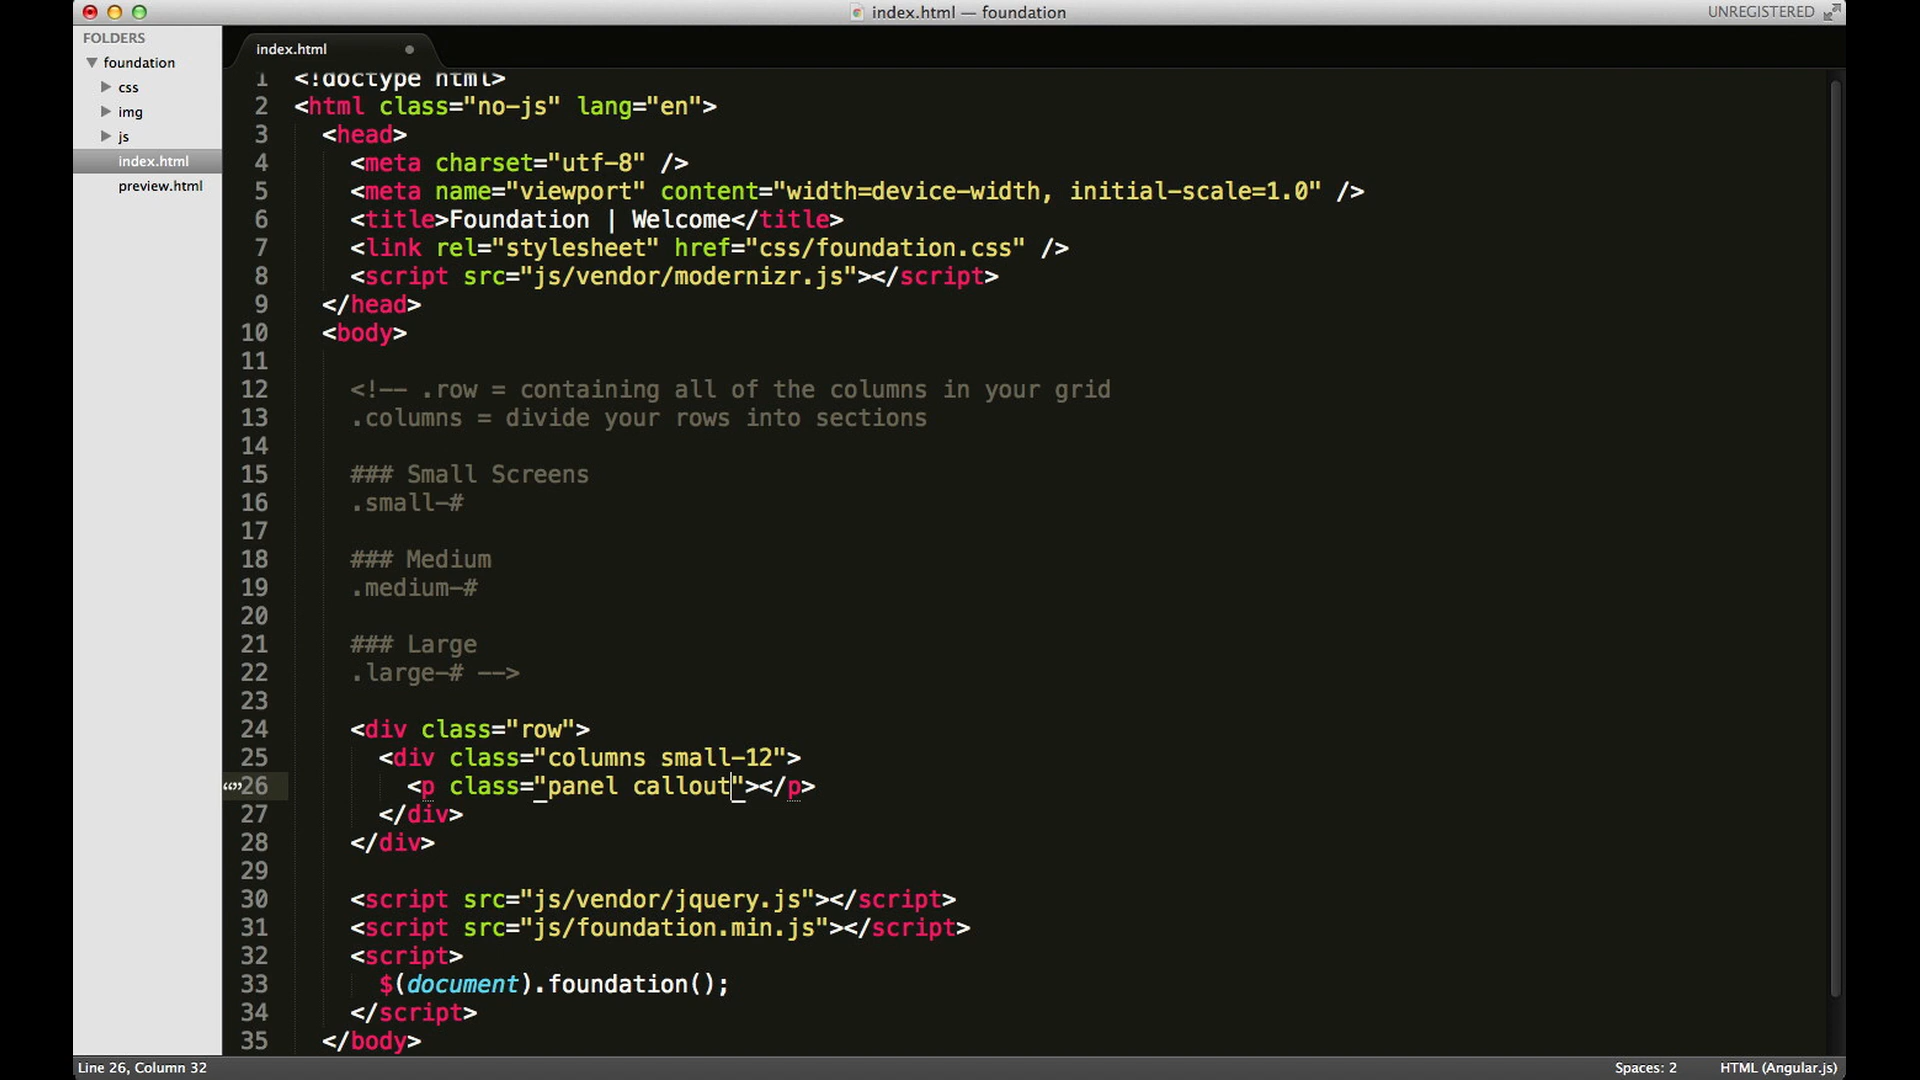 index.html — foundation
UNREGISTERED
FOLDERS
foundation
css
img
js
index.html
preview.html
index.html
1 <!doctype html>
2 <html class="no-js" lang="en">
3 <head>
4 <meta charset="utf-8" />
5 <meta name="viewport" content="width=device-width, initial-scale=1.0" />
6 <title>Foundation | Welcome</title>
7 <link rel="stylesheet" href="css/foundation.css" />
8 <script src="js/vendor/modernizr.js"></script>
9 </head>
10 <body>
11
12 <!-- .row = containing all of the columns in your grid
13 .columns = divide your rows into sections
14
15 ### Small Screens
16 .small-#
17
18 ### Medium
19 .medium-#
20
21 ### Large
22 .large-# -->
23
24 <div class="row">
25 <div class="columns small-12">
26 <p class="panel callout"></p>
27 </div>
28 </div>
29
30 <script src="js/vendor/jquery.js"></script>
31 <script src="js/foundation.min.js"></script>
32 <script>
33 $(document).foundation();
34 </script>
35 </body>
Line 26, Column 32
Spaces: 2
HTML (Angular.js)